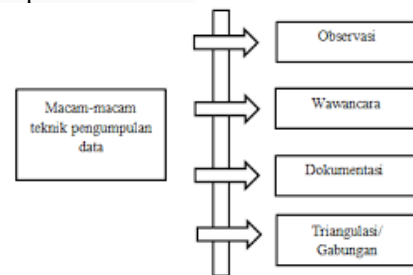 Macam-macam
teknik pengumpulan
data
Observasi
Wawancara
Dokumentasi
Triangulasi/
Gabungan